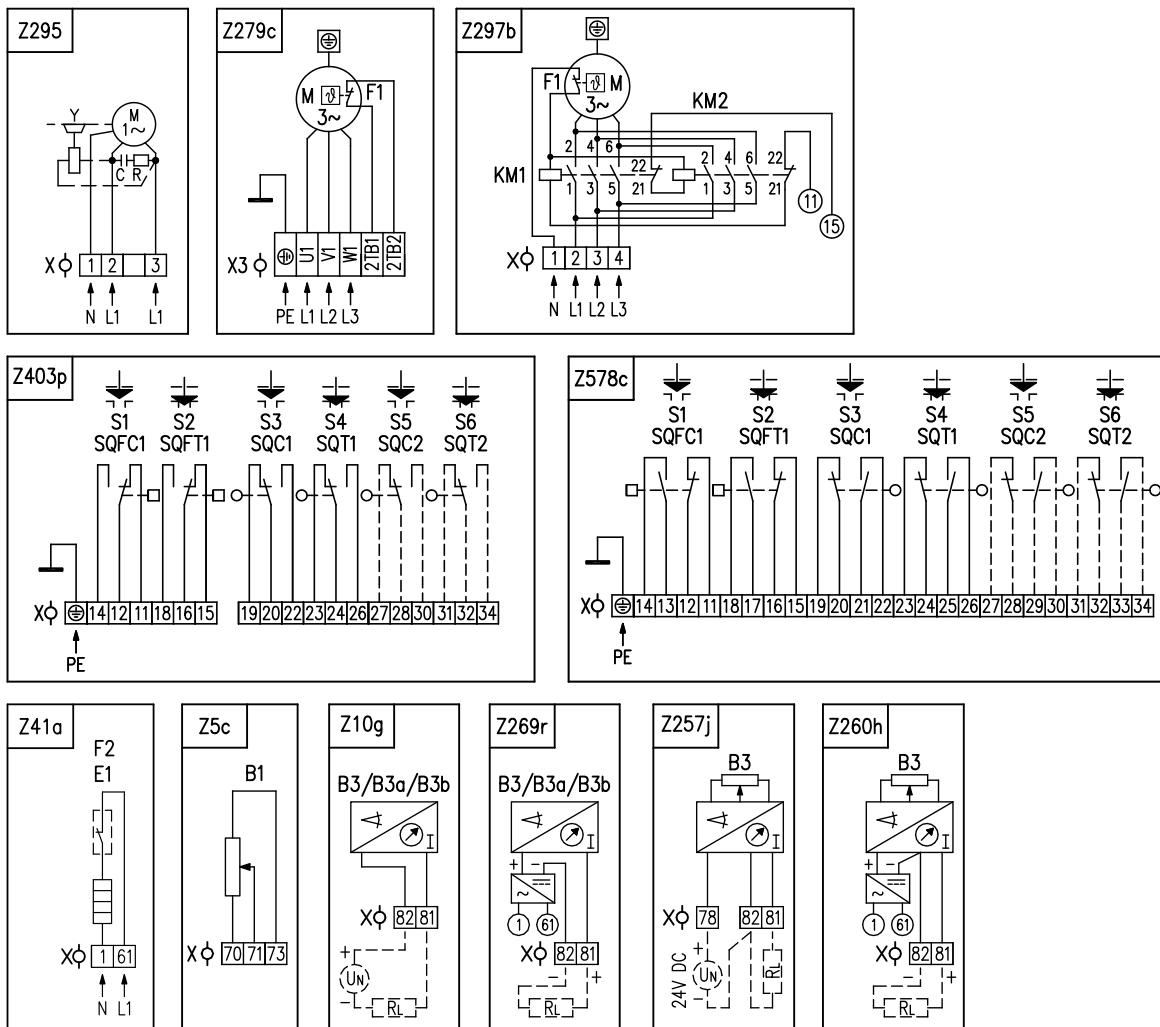 Z295
Y
M
1~
C R
X 1 2 3
N L1 L1
Z279c
M ϑ F1
3~
X3 U1 V1 W1 2TB1 2TB2
PE L1 L2 L3
Z297b
F1 ϑ M
3~
KM2
2 4 6 22 2 4 6 22
KM1
1 3 5 21 1 3 5 21
11
15
X 1 2 3 4
N L1 L2 L3
Z403p
S1 S2 S3 S4 S5 S6
SQFC1 SQFT1 SQC1 SQT1 SQC2 SQT2
X 14 12 11 18 16 15 19 20 22 23 24 26 27 28 30 31 32 34
PE
Z578c
S1 S2 S3 S4 S5 S6
SQFC1 SQFT1 SQC1 SQT1 SQC2 SQT2
X 14 13 12 11 18 17 16 15 19 20 21 22 23 24 25 26 27 28 29 30 31 32 33 34
PE
Z41a
F2
E1
X 1 61
N L1
Z5c
B1
X 70 71 73
Z10g
B3/B3a/B3b
I
X 82 81
+
UN
-
RL
Z269r
B3/B3a/B3b
I
+ -
~
1 61
X 82 81
- +
RL
Z257j
B3
I
X 78 82 81
+
24V DC UN RL
-
Z260h
B3
I
+ -
~
1 61
X 82 81
- +
RL